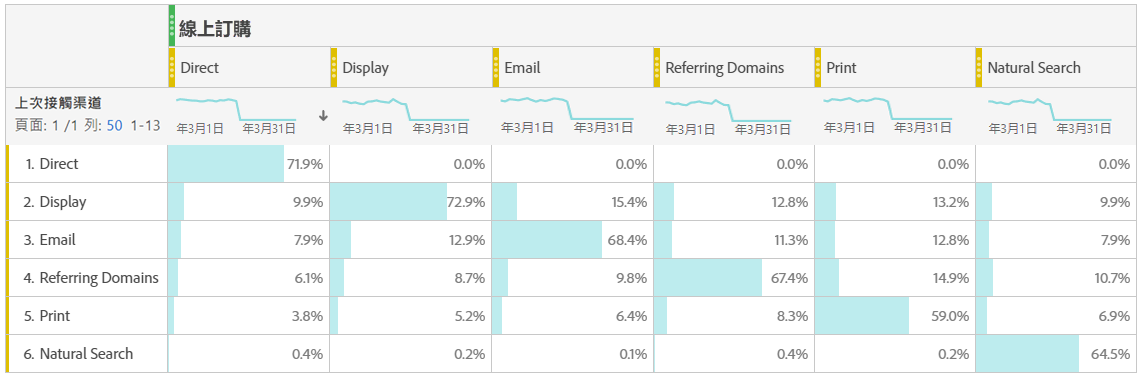 線上訂購
Direct Display Email Referring Domains Print Natural Search
上次接觸渠道
頁面: 1 /1 列: 50 1-13
年3月1日 年3月31日 年3月1日 年3月31日 年3月1日 年3月31日 年3月1日 年3月31日 年3月1日 年3月31日 年3月1日 年3月31日
1. Direct 71.9% 0.0% 0.0% 0.0% 0.0% 0.0%
2. Display 9.9% 72.9% 15.4% 12.8% 13.2% 9.9%
3. Email 7.9% 12.9% 68.4% 11.3% 12.8% 7.9%
4. Referring Domains 6.1% 8.7% 9.8% 67.4% 14.9% 10.7%
5. Print 3.8% 5.2% 6.4% 8.3% 59.0% 6.9%
6. Natural Search 0.4% 0.2% 0.1% 0.4% 0.2% 64.5%